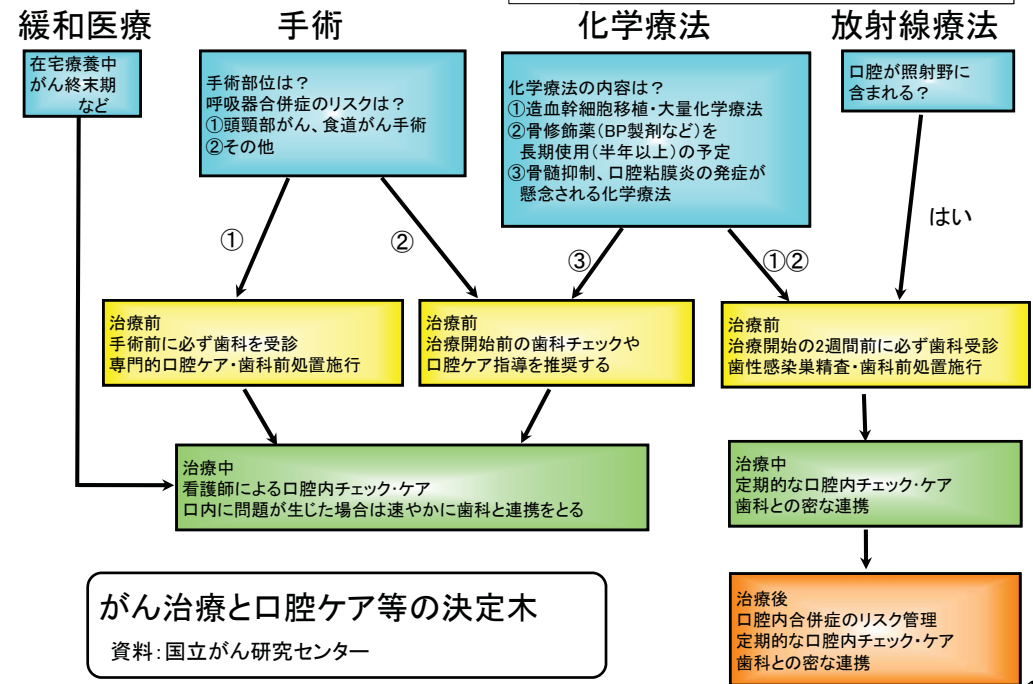 緩和医療
手術
化学療法
放射線療法
在宅療養中
がん終末期
など
手術部位は？
呼吸器合併症のリスクは？
①頭頸部がん、食道がん手術
②その他
化学療法の内容は？
①造血幹細胞移植・大量化学療法
②骨修飾薬（BP製剤など）を
長期使用（半年以上）の予定
③骨髄抑制、口腔粘膜炎の発症が
懸念される化学療法
口腔が照射野に
含まれる？
①
②
③
①②
はい
治療前
手術前に必ず歯科を受診
専門的口腔ケア・歯科前処置施行
治療前
治療開始前の歯科チェックや
口腔ケア指導を推奨する
治療前
治療開始の2週間前に必ず歯科受診
歯性感染巣精査・歯科前処置施行
治療中
看護師による口腔内チェック・ケア
口内に問題が生じた場合は速やかに歯科と連携をとる
治療中
定期的な口腔内チェック・ケア
歯科との密な連携
治療後
口腔内合併症のリスク管理
定期的な口腔内チェック・ケア
歯科との密な連携
がん治療と口腔ケア等の決定木
資料：国立がん研究センター